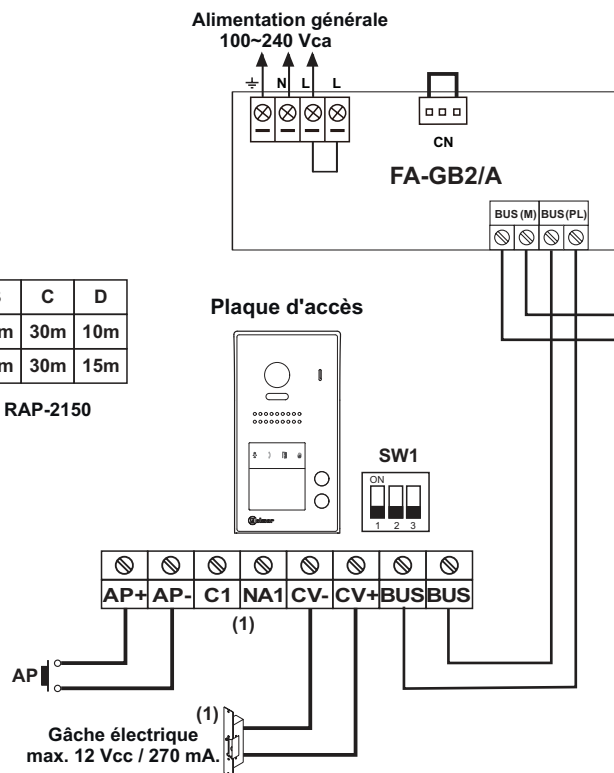 Alimentation générale
100~240 Vca
N L L
CN
FA-GB2/A
BUS (M) BUS (PL)
C D
m 30m 10m
m 30m 15m
RAP-2150
Plaque d'accès
SW1
ON
1 2 3
AP+ AP- C1 NA1 CV- CV+ BUS BUS
(1)
AP
(1)
Gâche électrique
max. 12 Vcc / 270 mA.